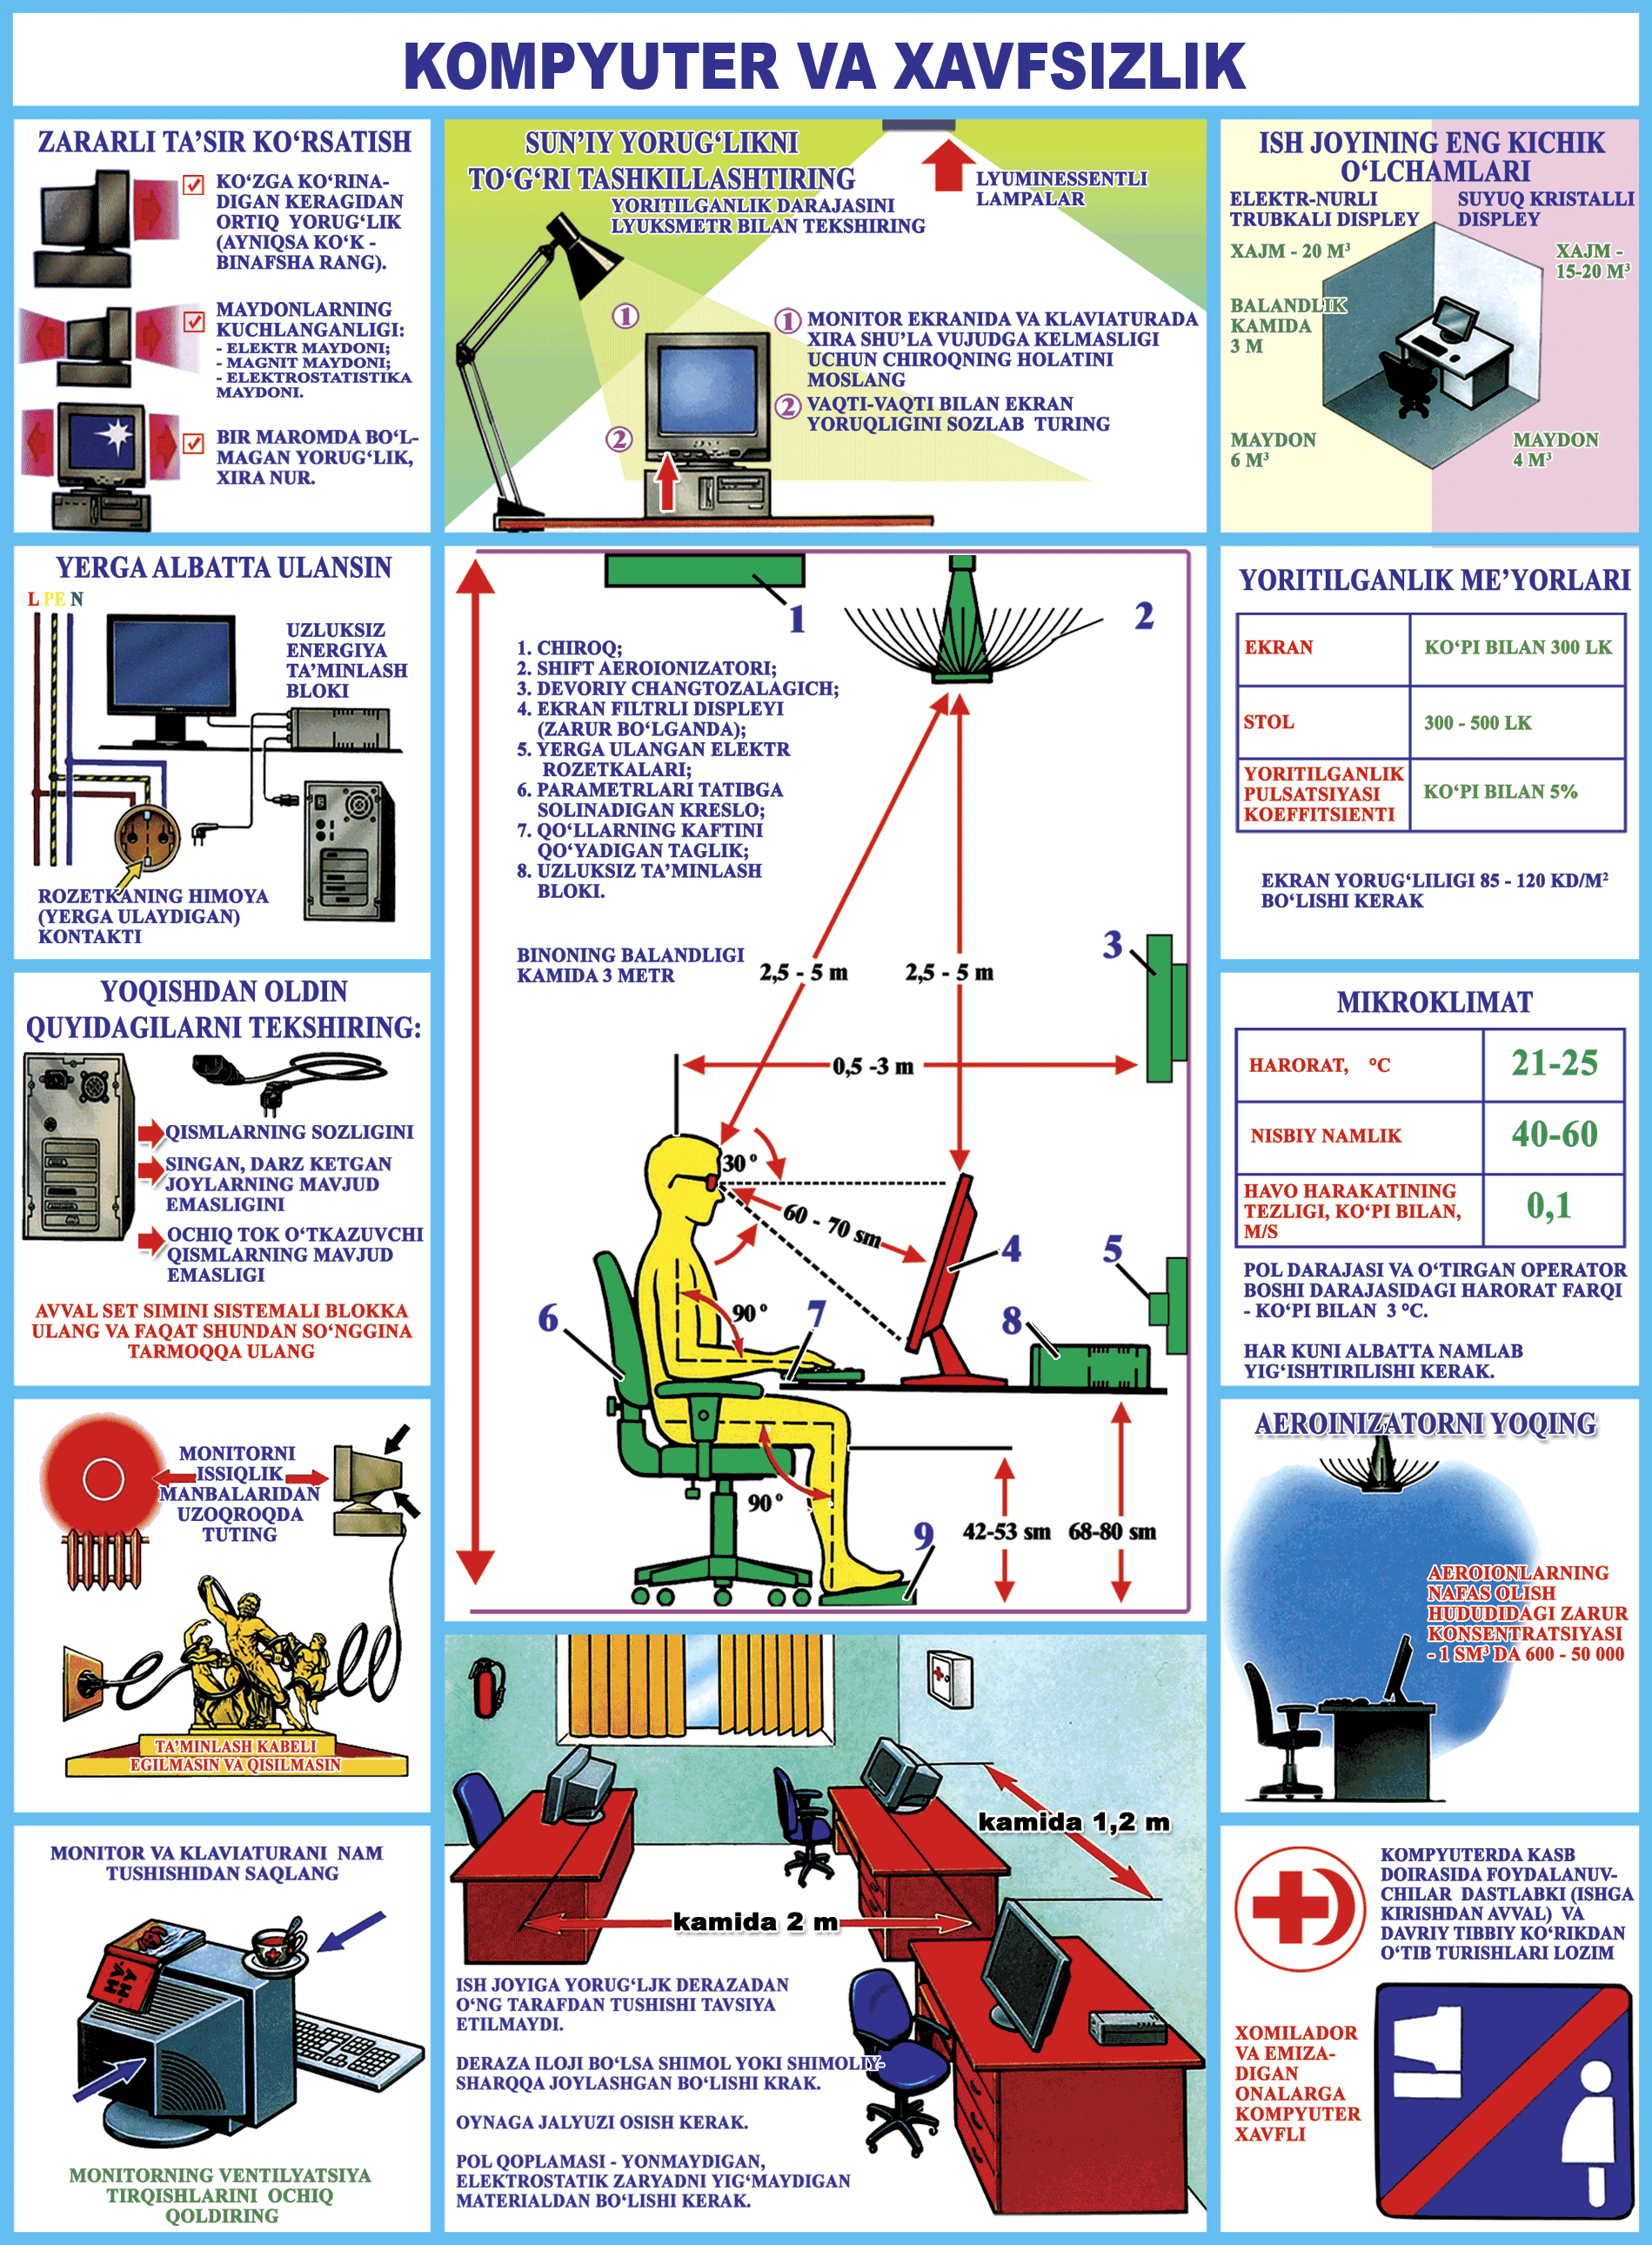 KOMPYUTER VA XAVFSIZLIK
ZARARLI TA’SIR KO‘RSATISH
KO‘ZGA KO‘RINA-
DIGAN KERAGIDAN
ORTIQ YORUG‘LIK
(AYNIQSA KO‘K -
BINAFSHA RANG).
MAYDONLARNING
KUCHLANGANLIGI:
- ELEKTR MAYDONI;
- MAGNIT MAYDONI;
- ELEKTROSTATISTIKA
MAYDONI.
BIR MAROMDA BO‘L-
MAGAN YORUG‘LIK,
XIRA NUR.
SUN’IY YORUG‘LIKNI
TO‘G‘RI TASHKILLASHTIRING
YORITILGANLIK DARAJASINI
LYUKSMETR BILAN TEKSHIRING
LYUMINESSENTLI
LAMPALAR
1
2
1 MONITOR EKRANIDA VA KLAVIATURADA
XIRA SHU’LA VUJUDGA KELMASLIGI
UCHUN CHIROQNING HOLATINI
MOSLANG
2 VAQTI-VAQTI BILAN EKRAN
YORUQLIGINI SOZLAB TURING
ISH JOYINING ENG KICHIK
O‘LCHAMLARI
ELEKTR-NURLI
TRUBKALI DISPLEY
SUYUQ KRISTALLI
DISPLEY
XAJM - 20 M³
XAJM -
15-20 M³
BALANDLIK
KAMIDA
3 M
MAYDON
6 M³
MAYDON
4 M³
YERGA ALBATTA ULANSIN
L PE N
UZLUKSIZ
ENERGIYA
TA’MINLASH
BLOKI
ROZETKANING HIMOYA
(YERGA ULAYDIGAN)
KONTAKTI
1
2
1. CHIROQ;
2. SHIFT AEROIONIZATORI;
3. DEVORIY CHANGTOZALAGICH;
4. EKRAN FILTRLI DISPLEYI
(ZARUR BO‘LGANDA);
5. YERGA ULANGAN ELEKTR
ROZETKALARI;
6. PARAMETRLARI TATIBGA
SOLINADIGAN KRESLO;
7. QO‘LLARNING KAFTINI
QO‘YADIGAN TAGLIK;
8. UZLUKSIZ TA’MINLASH
BLOKI.
BINONING BALANDLIGI
KAMIDA 3 METR
2,5 - 5 m
2,5 - 5 m
3
0,5 -3 m
30 °
60 - 70 sm
4
5
6
90 °
7
8
90 °
42-53 sm
68-80 sm
9
YORITILGANLIK ME’YORLARI
EKRAN KO‘PI BILAN 300 LK
STOL 300 - 500 LK
YORITILGANLIK
PULSATSIYASI
KOEFFITSIENTI
KO‘PI BILAN 5%
EKRAN YORUG‘LILIGI 85 - 120 KD/M²
BO‘LISHI KERAK
YOQISHDAN OLDIN
QUYIDAGILARNI TEKSHIRING:
QISMLARNING SOZLIGINI
SINGAN, DARZ KETGAN
JOYLARNING MAVJUD
EMASLIGINI
OCHIQ TOK O‘TKAZUVCHI
QISMLARNING MAVJUD
EMASLIGI
AVVAL SET SIMINI SISTEMALI BLOKKA
ULANG VA FAQAT SHUNDAN SO‘NGGINA
TARMOQQA ULANG
MIKROKLIMAT
HARORAT, °C 21-25
NISBIY NAMLIK 40-60
HAVO HARAKATINING
TEZLIGI, KO‘PI BILAN,
M/S
0,1
POL DARAJASI VA O‘TIRGAN OPERATOR
BOSHI DARAJASIDAGI HARORAT FARQI
- KO‘PI BILAN 3 °C.
HAR KUNI ALBATTA NAMLAB
YIG‘ISHTIRILISHI KERAK.
MONITORNI
ISSIQLIK
MANBALARIDAN
UZOQROQDA
TUTING
TA’MINLASH KABELI
EGILMASIN VA QISILMASIN
AEROINIZATORNI YOQING
AEROIONLARNING
NAFAS OLISH
HUDUDIDAGI ZARUR
KONSENTRATSIYASI
- 1 SM³ DA 600 - 50 000
MONITOR VA KLAVIATURANI NAM
TUSHISHIDAN SAQLANG
MONITORNING VENTILYATSIYA
TIRQISHLARINI OCHIQ
QOLDIRING
kamida 1,2 m
kamida 2 m
ISH JOYIGA YORUG‘LJK DERAZADAN
O‘NG TARAFDAN TUSHISHI TAVSIYA
ETILMAYDI.
DERAZA ILOJI BO‘LSA SHIMOL YOKI SHIMOLIY-
SHARQQA JOYLASHGAN BO‘LISHI KRAK.
OYNAGA JALYUZI OSISH KERAK.
POL QOPLAMASI - YONMAYDIGAN,
ELEKTROSTATIK ZARYADNI YIG‘MAYDIGAN
MATERIALDAN BO‘LISHI KERAK.
KOMPYUTERDA KASB
DOIRASIDA FOYDALANUV-
CHILAR DASTLABKI (ISHGA
KIRISHDAN AVVAL) VA
DAVRIY TIBBIY KO‘RIKDAN
O‘TIB TURISHLARI LOZIM
XOMILADOR
VA EMIZA-
DIGAN
ONALARGA
KOMPYUTER
XAVFLI